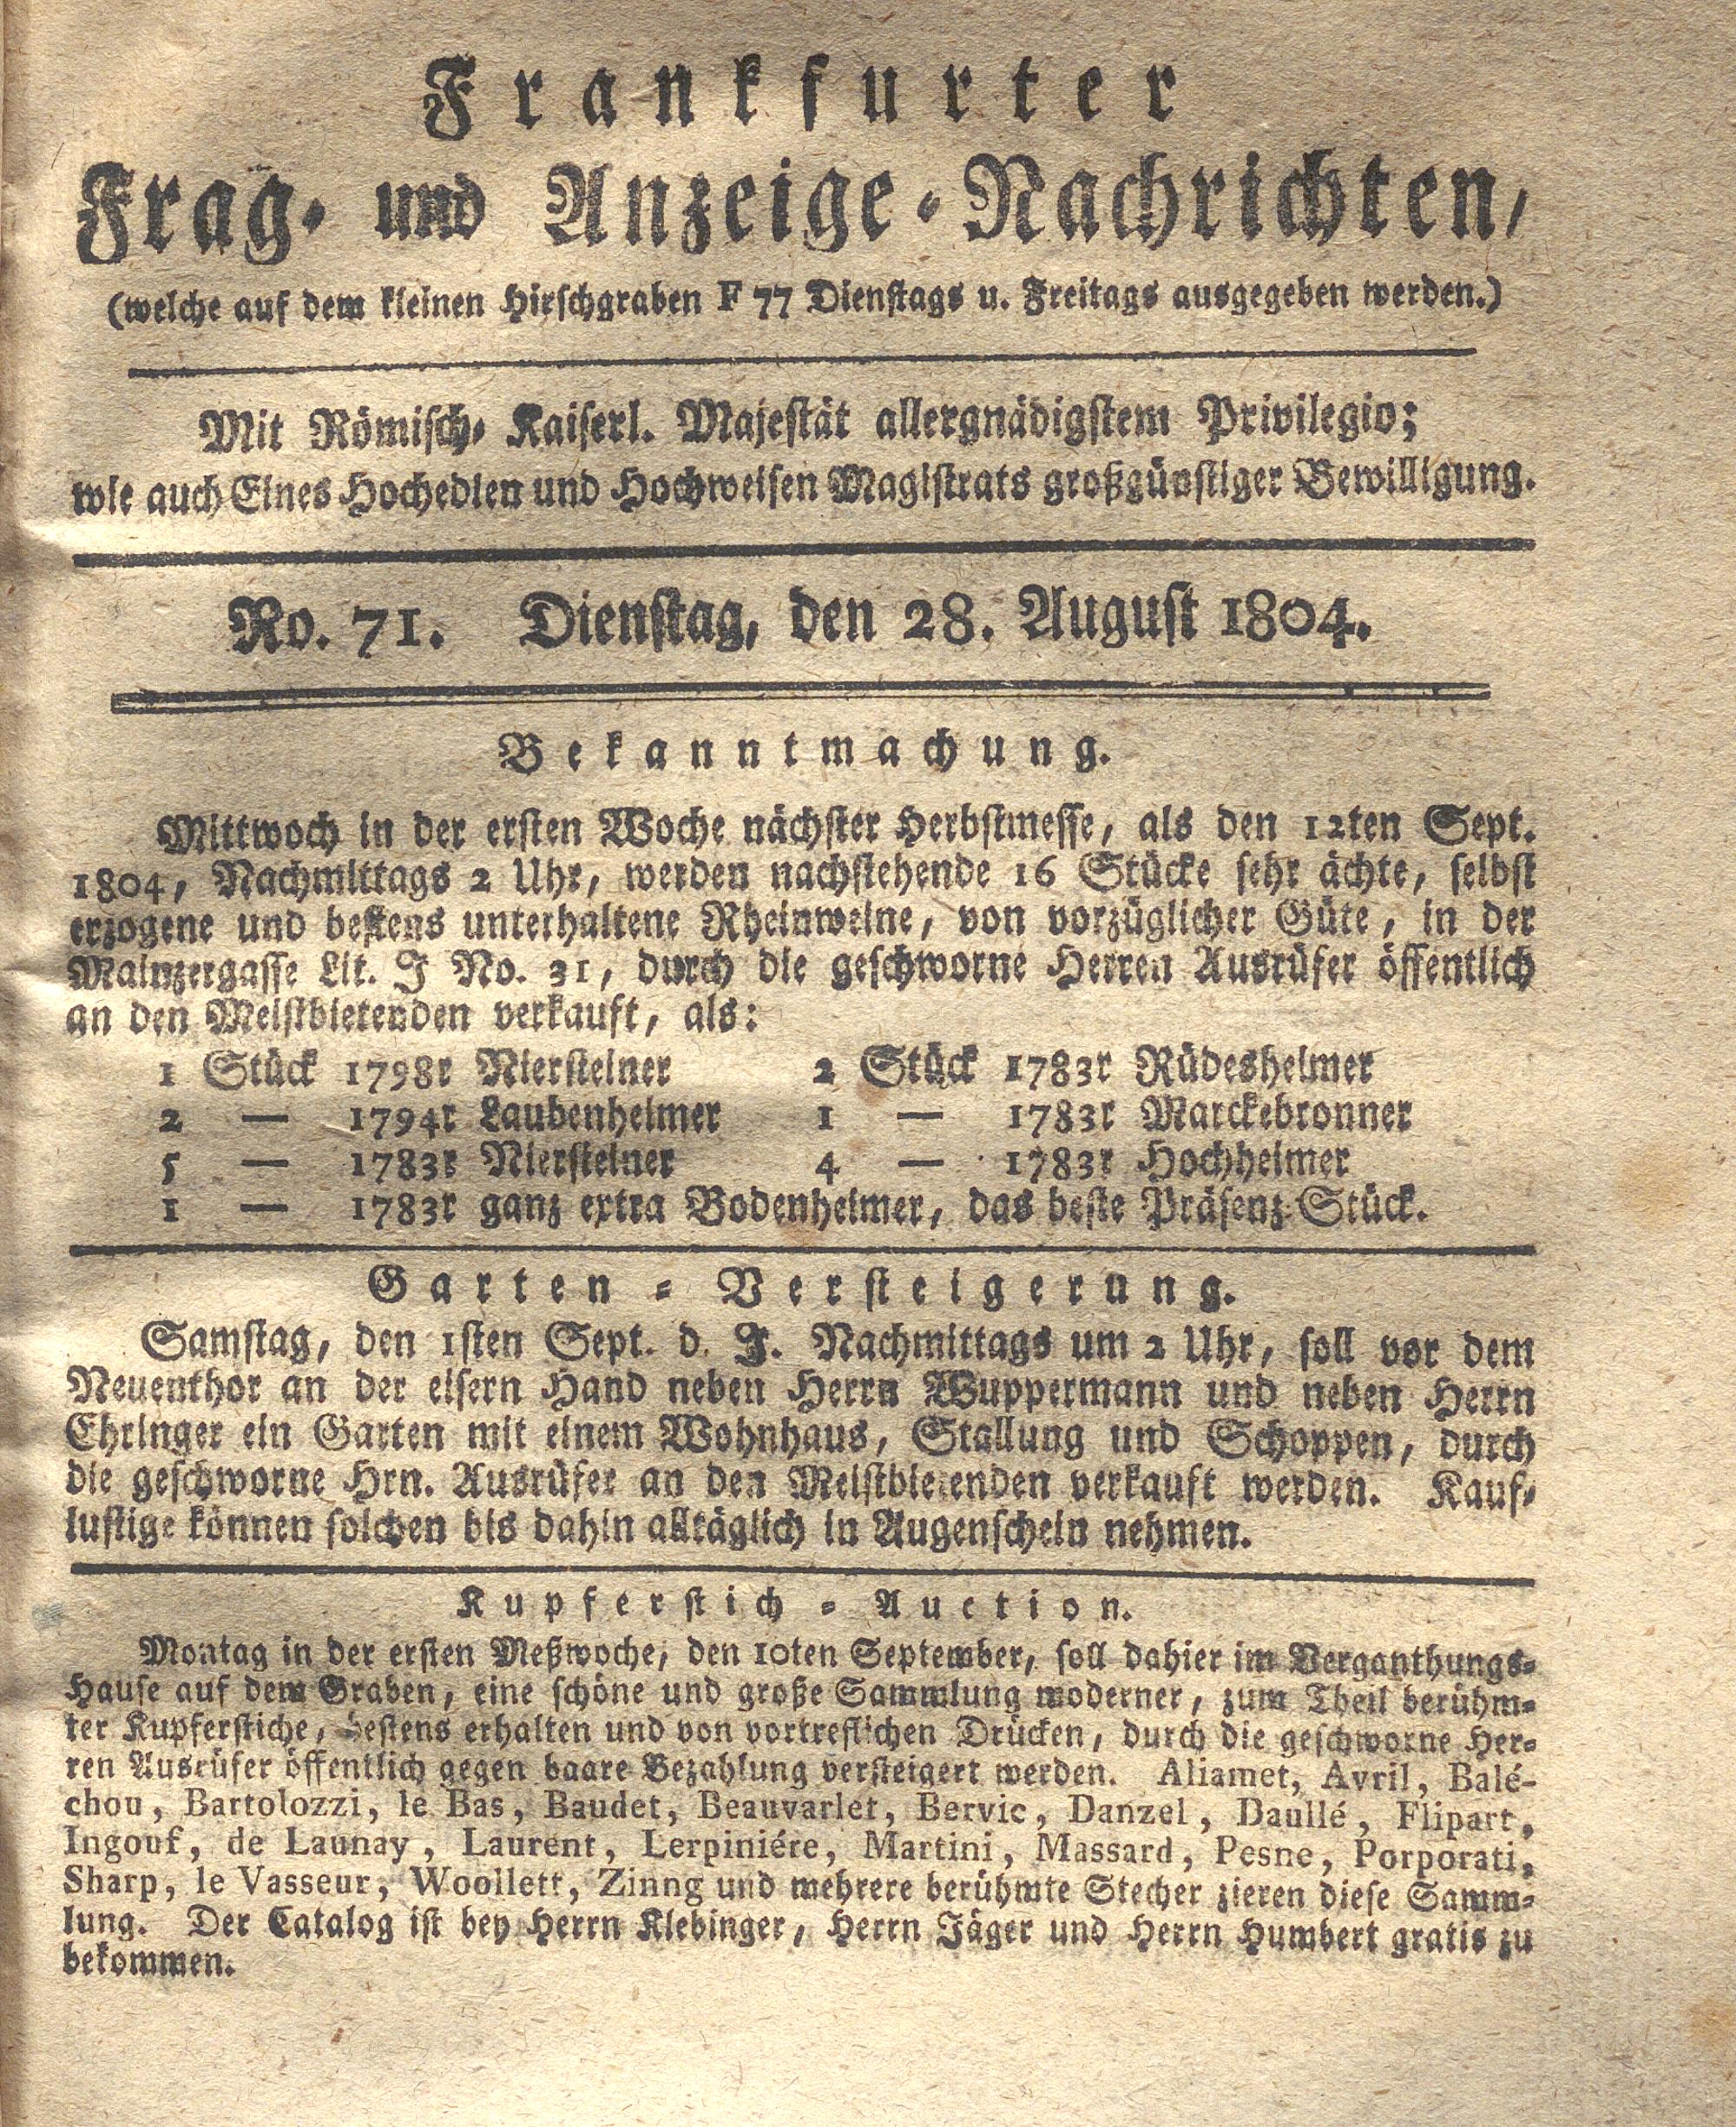 Frankfurter
Frag- und Anzeige-Nachrichten,
(welche auf dem kleinen Hirschgraben F 77 Dienstags u. Freitags ausgegeben werden.)
Mit Römisch- Kaiserl. Majestät allergnädigstem Privilegio;
wie auch Eines Hochedlen und Hochweisen Magistrats großgünstiger Bewilligung.
No. 71. Dienstag, den 28. August 1804.
Bekanntmachung.
Mittwoch in der ersten Woche nächster Herbstmesse, als den 12ten Sept.
1804, Nachmittags 2 Uhr, werden nachstehende 16 Stücke sehr ächte, selbst
erzogene und bestens unterhaltene Rheinweine, von vorzüglicher Güte, in der
Mainzergasse Lit. J No. 31, durch die geschworne Herren Ausrüfer öffentlich
an den Meistbietenden verkauft, als:
1 Stück 1798r Niersteiner 2 Stück 1783r Rüdesheimer
2 — 1794r Laubenheimer 1 — 1783r Marckebronner
5 — 1783r Niersteiner 4 — 1783r Hochheimer
1 — 1783r ganz extra Bodenheimer, das beste Präsenz-Stück.
Garten-Versteigerung.
Samstag, den 1sten Sept. d. J. Nachmittags um 2 Uhr, soll vor dem
Neuenthor an der eisern Hand neben Herrn Wuppermann und neben Herrn
Ehringer ein Garten mit einem Wohnhaus, Stallung und Schoppen, durch
die geschworne Hrn. Ausrüfer an den Meistbietenden verkauft werden. Kauf-
lustige können solchen bis dahin alltäglich in Augenschein nehmen.
Kupferstich-Auction.
Montag in der ersten Meßwoche, den 10ten September, soll dahier im Verganthungs-
Hause auf dem Graben, eine schöne und große Sammlung moderner, zum Theil berühm-
ter Kupferstiche, bestens erhalten und von vortreflichen Drücken, durch die geschworne Her-
ren Ausrüfer öffentlich gegen baare Bezahlung versteigert werden. Aliamet, Avril, Balé-
chou, Bartolozzi, le Bas, Baudet, Beauvarlet, Bervic, Danzel, Daullé, Flipart,
Ingouf, de Launay, Laurent, Lerpiniére, Martini, Massard, Pesne, Porporati,
Sharp, le Vasseur, Woollett, Zinng und mehrere berühmte Stecher zieren diese Samm-
lung. Der Catalog ist bey Herrn Klebinger, Herrn Jäger und Herrn Humbert gratis zu
bekommen.